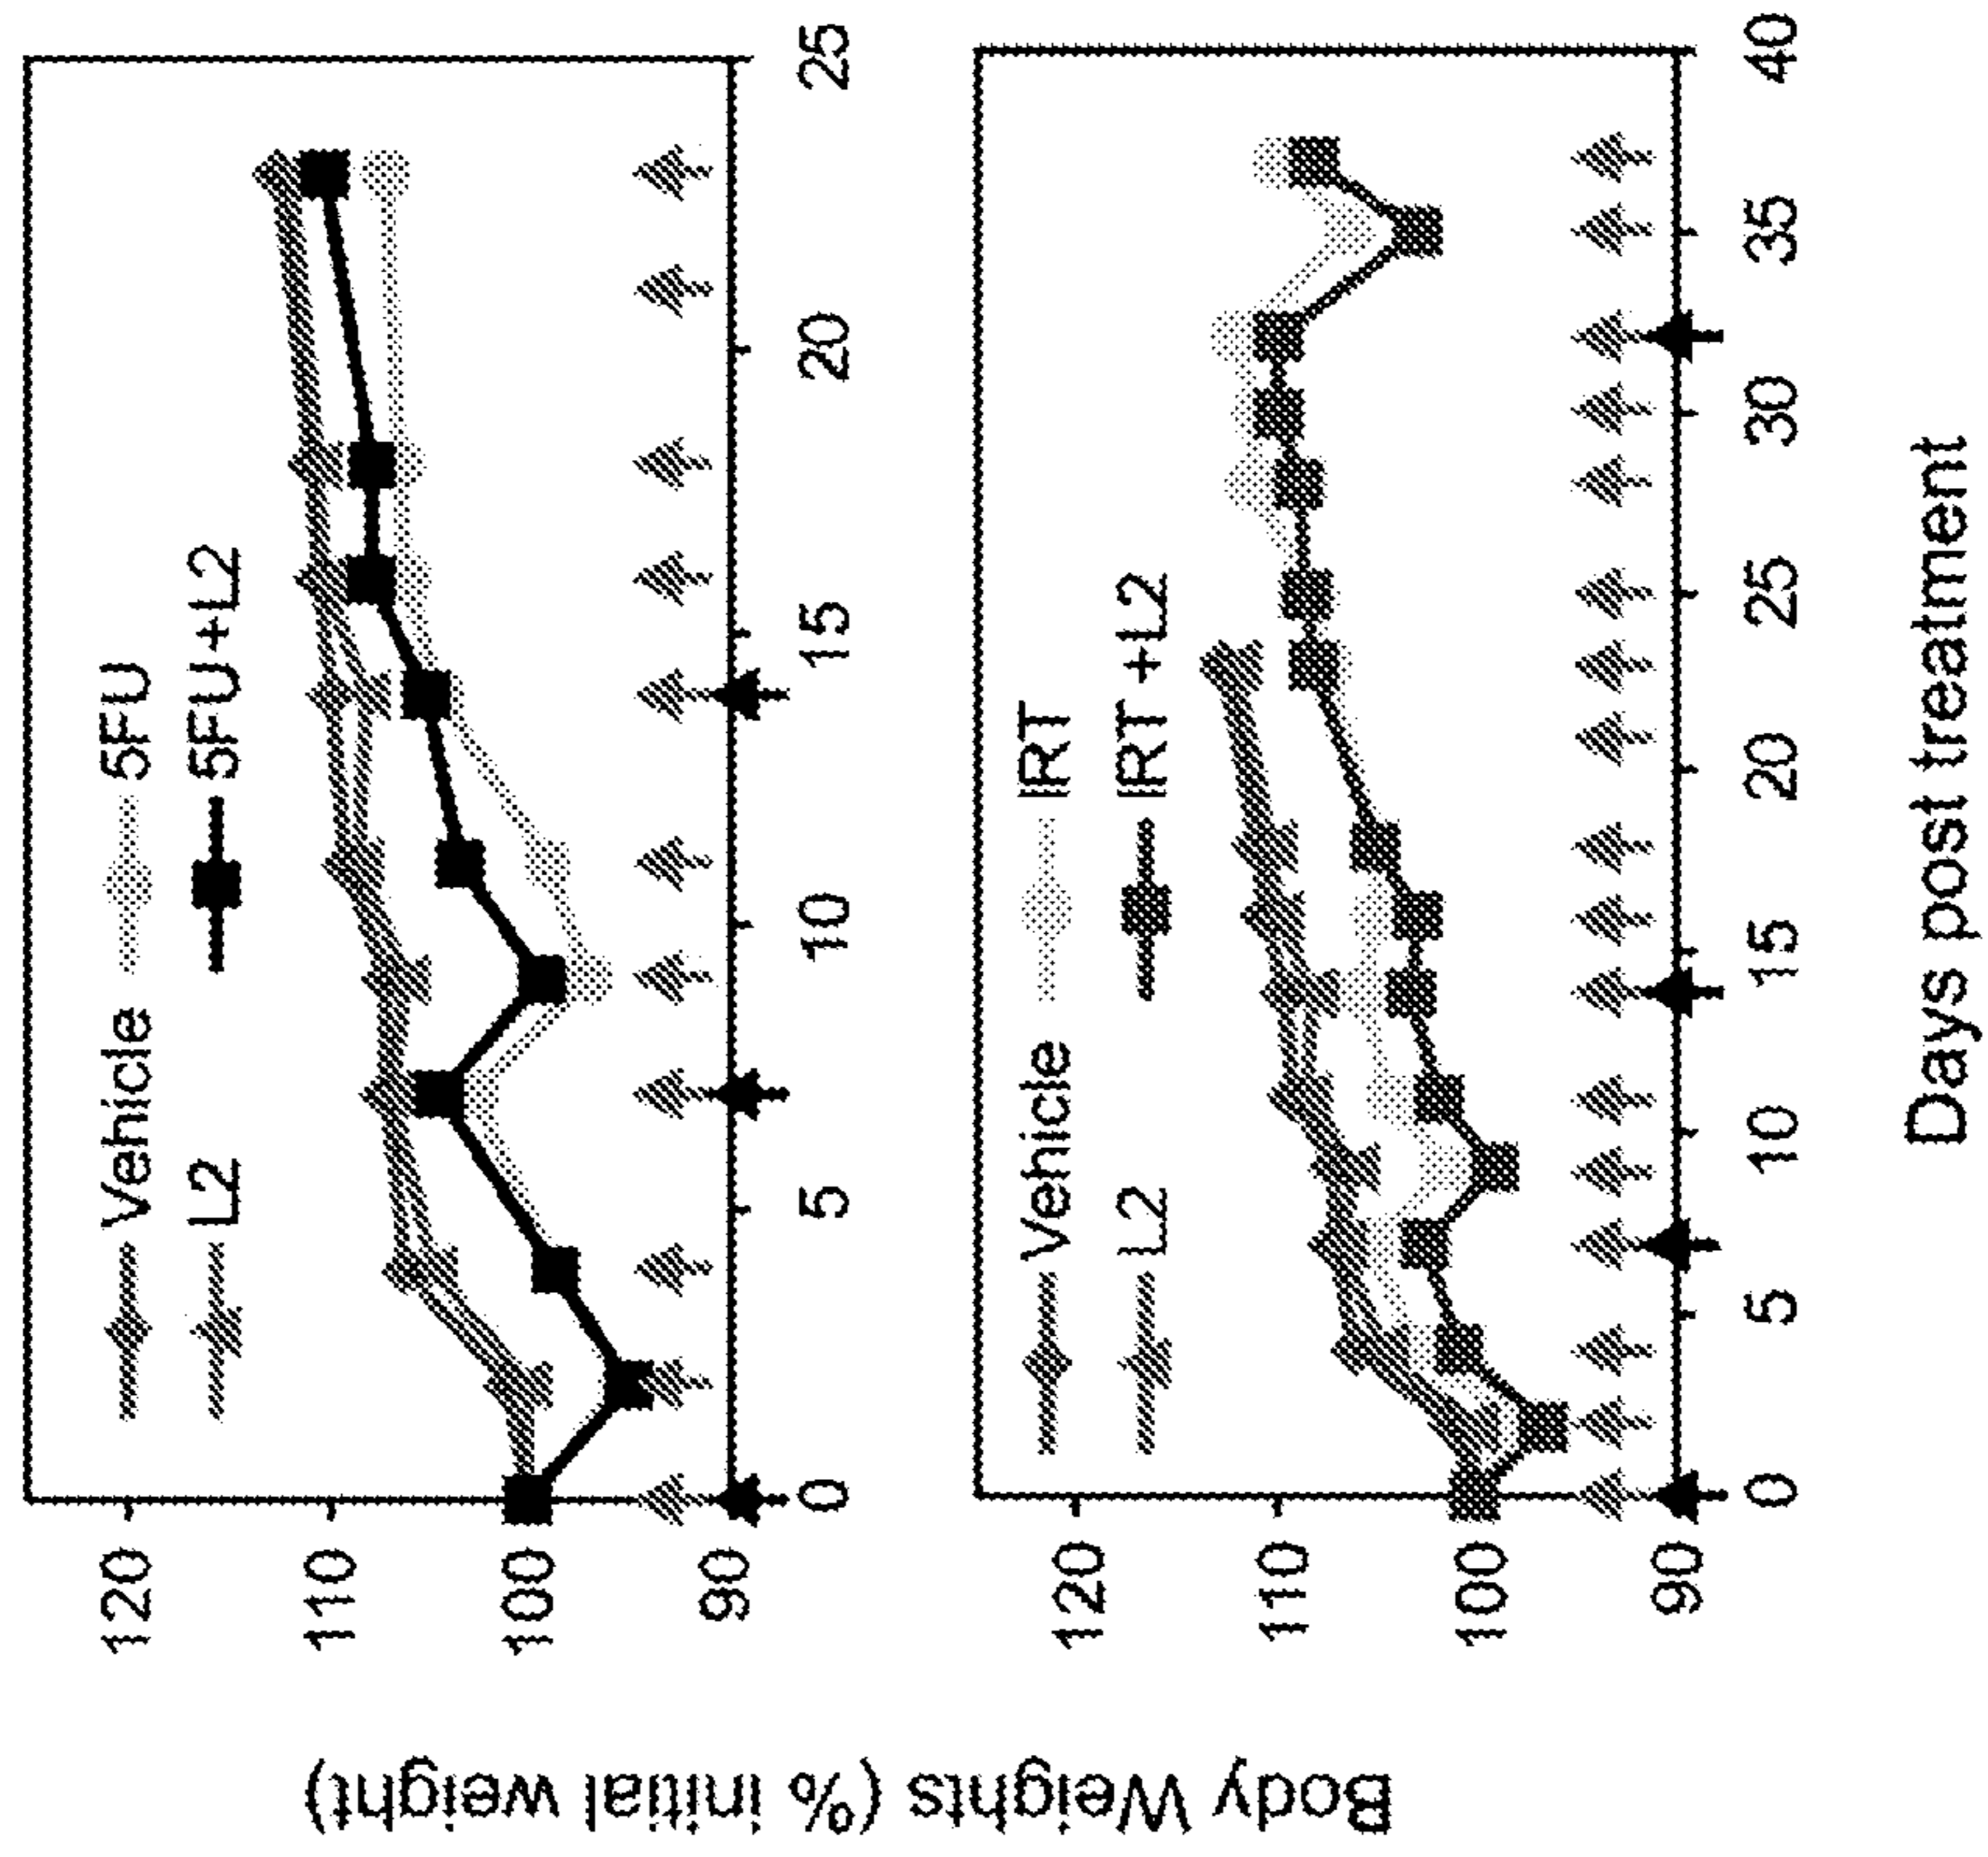 Body Weights (% initial weight)
Vehicle 5FU
L2 5FU+L2
120
110
100
90
0 5 10 15 20 25
Vehicle IRT
L2 IRT +L2
120
110
100
90
0 5 10 15 20 25 30 35 40
Days post treatment